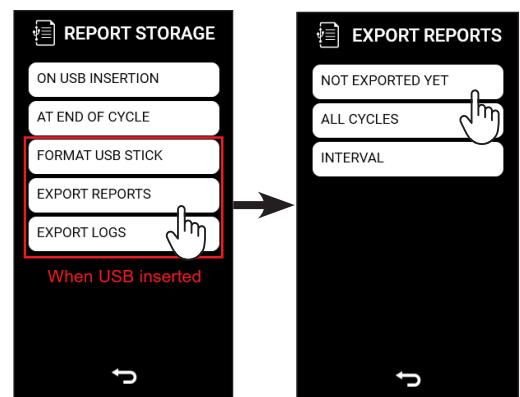 REPORT STORAGE
ON USB INSERTION
AT END OF CYCLE
FORMAT USB STICK
EXPORT REPORTS
EXPORT LOGS
When USB inserted
EXPORT REPORTS
NOT EXPORTED YET
ALL CYCLES
INTERVAL